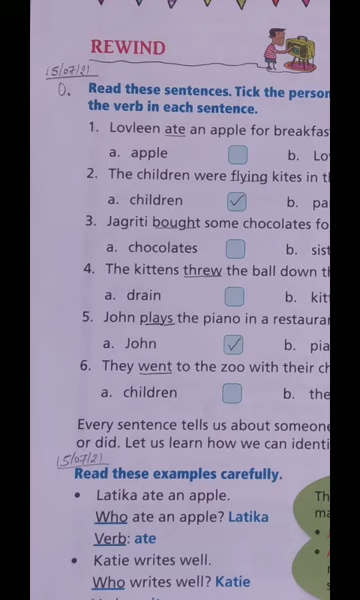 REWIND
15/07/21
Q. Read these sentences. Tick the person
the verb in each sentence.
1. Lovleen ate an apple for breakfas
a. apple b. Lo
2. The children were flying kites in t
a. children ✓ b. pa
3. Jagriti bought some chocolates fo
a. chocolates b. sist
4. The kittens threw the ball down t
a. drain b. kit
5. John plays the piano in a restaura
a. John ✓ b. pia
6. They went to the zoo with their ch
a. children b. the
Every sentence tells us about someone
or did. Let us learn how we can identi
15/07/21
Read these examples carefully.
• Latika ate an apple.
Who ate an apple? Latika
Verb: ate
Th
ma
• Katie writes well.
Who writes well? Katie